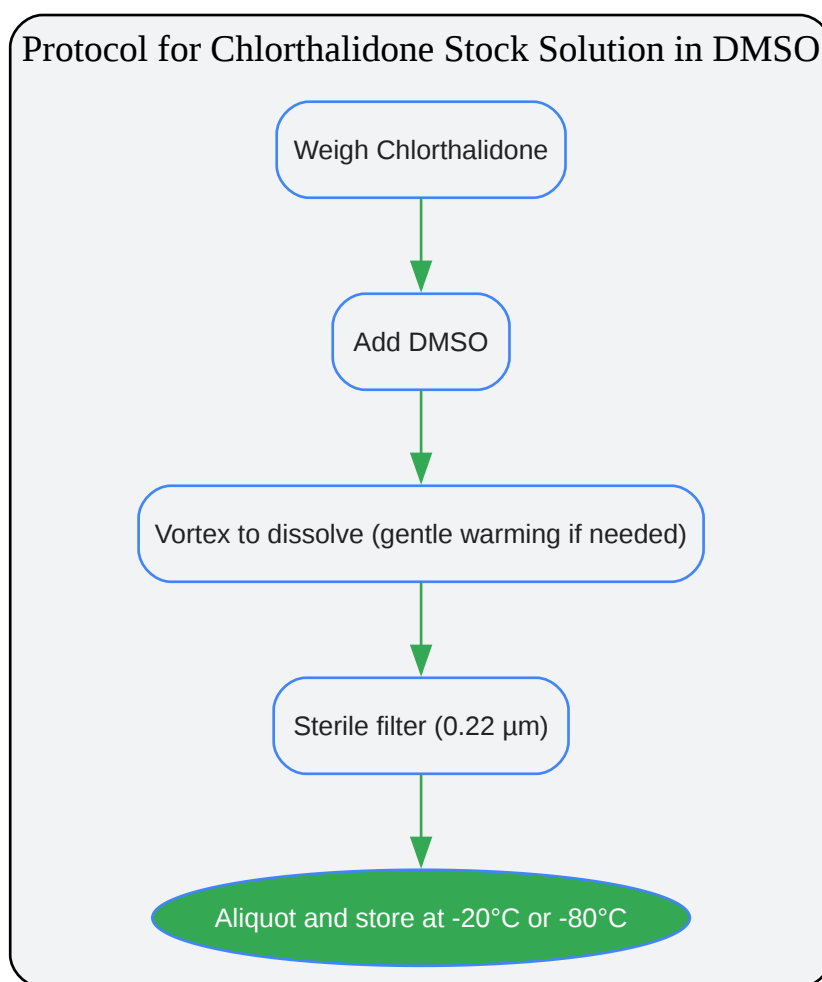 Protocol for Chlorthalidone Stock Solution in DMSO
Weigh Chlorthalidone
Add DMSO
Vortex to dissolve (gentle warming if needed)
Sterile filter (0.22 µm)
Aliquot and store at -20°C or -80°C